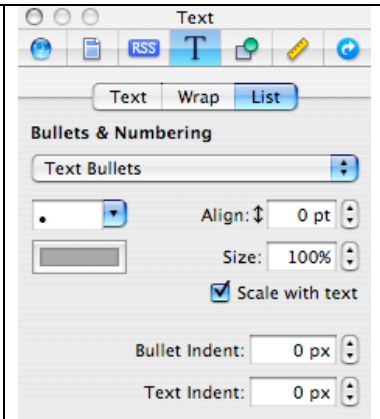 Text
RSS T
Text Wrap List
Bullets & Numbering
Text Bullets
• Align: 0 pt
Size: 100%
Scale with text
Bullet Indent: 0 px
Text Indent: 0 px